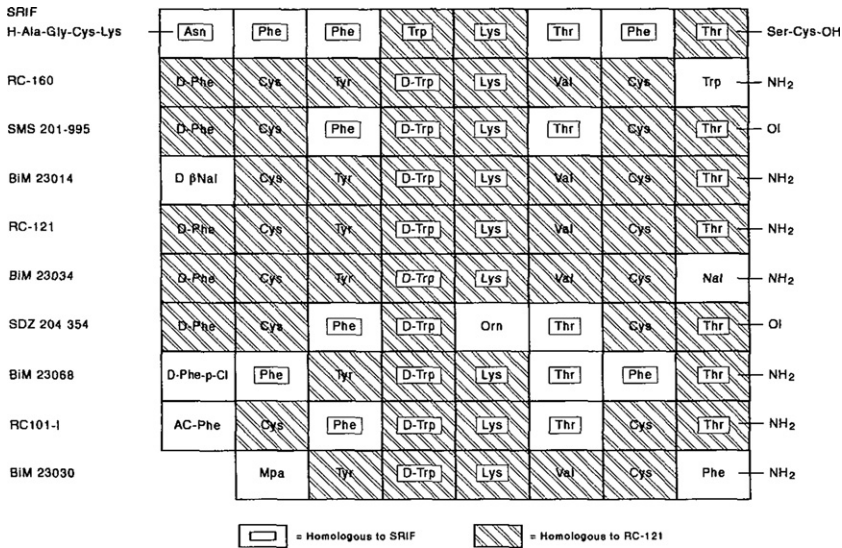 SRIF
H-Ala-Gly-Cys-Lys Asn Phe Phe Trp Lys Thr Phe Thr Ser-Cys-OH
RC-160 D-Phe Cys Tyr D-Trp Lys Val Cys Trp NH2
SMS 201-995 D-Phe Cys Phe D-Trp Lys Thr Cys Thr Ol
BiM 23014 D βNal Cys Tyr D-Trp Lys Val Cys Thr NH2
RC-121 D-Phe Cys Tyr D-Trp Lys Val Cys Thr NH2
BiM 23034 D-Phe Cys Tyr D-Trp Lys Val Cys Nal NH2
SDZ 204 354 D-Phe Cys Phe D-Trp Orn Thr Cys Thr Ol
BiM 23068 D-Phe-p-Cl Phe Tyr D-Trp Lys Thr Phe Thr NH2
RC101-I AC-Phe Cys Phe D-Trp Lys Thr Cys Thr NH2
BiM 23030 Mpa Tyr D-Trp Lys Val Cys Phe NH2
= Homologous to SRIF = Homologous to RC-121